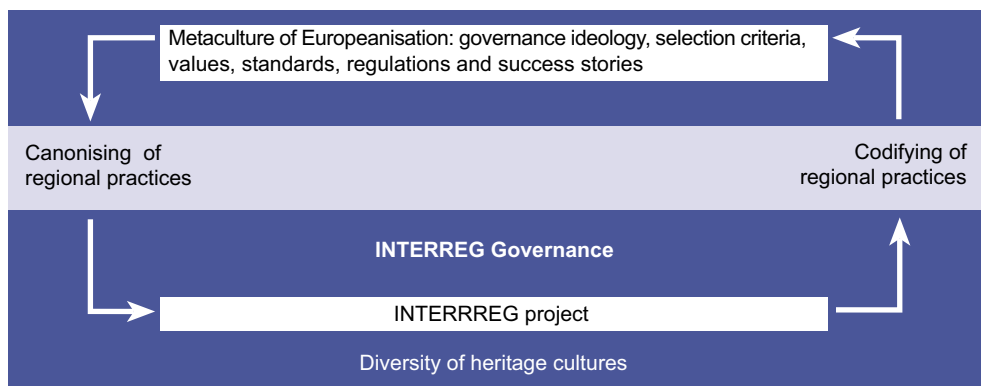 Metaculture of Europeanisation: governance ideology, selection criteria,
values, standards, regulations and success stories
Canonising of
regional practices
Codifying of
regional practices
INTERREG Governance
INTERRREG project
Diversity of heritage cultures